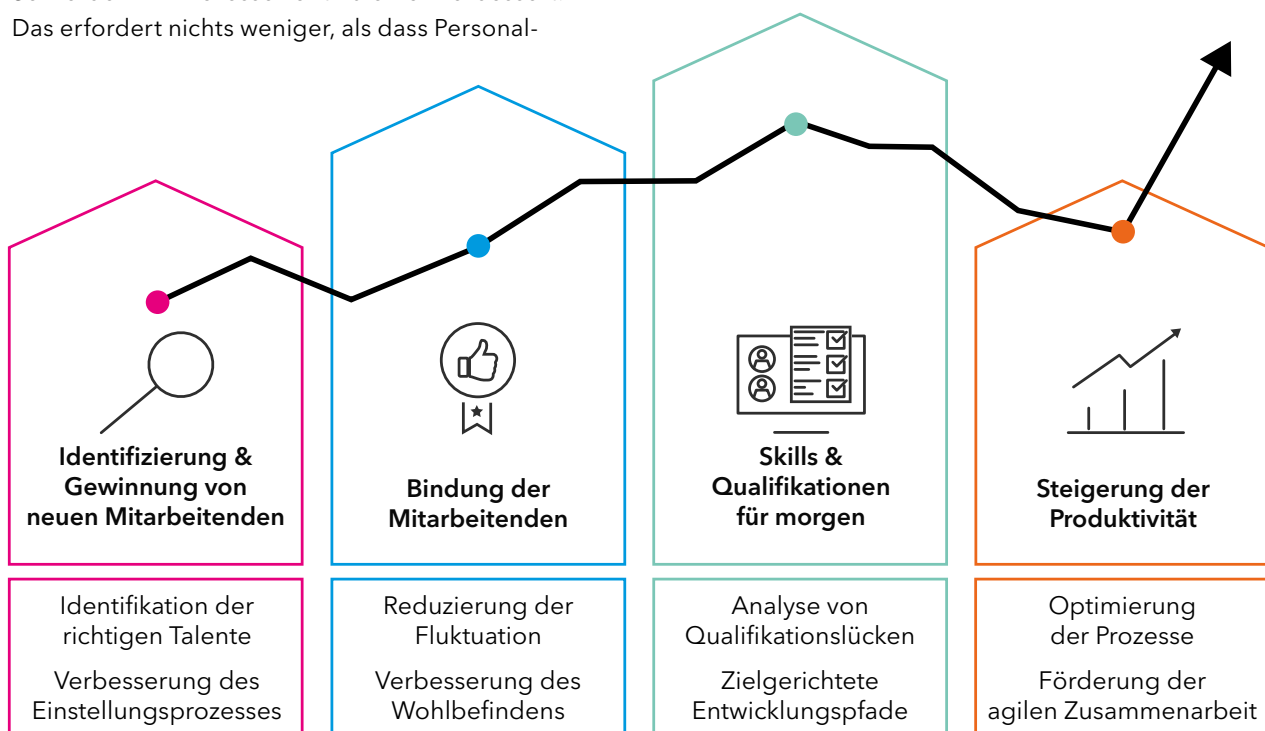 Das erfordert nichts weniger, als dass Personal-
Identifizierung &
Gewinnung von
neuen Mitarbeitenden
Bindung der
Mitarbeitenden
Skills &
Qualifikationen
für morgen
Steigerung der
Produktivität
Identifikation der
richtigen Talente
Verbesserung des
Einstellungsprozesses
Reduzierung der
Fluktuation
Verbesserung des
Wohlbefindens
Analyse von
Qualifikationslücken
Zielgerichtete
Entwicklungspfade
Optimierung
der Prozesse
Förderung der
agilen Zusammenarbeit